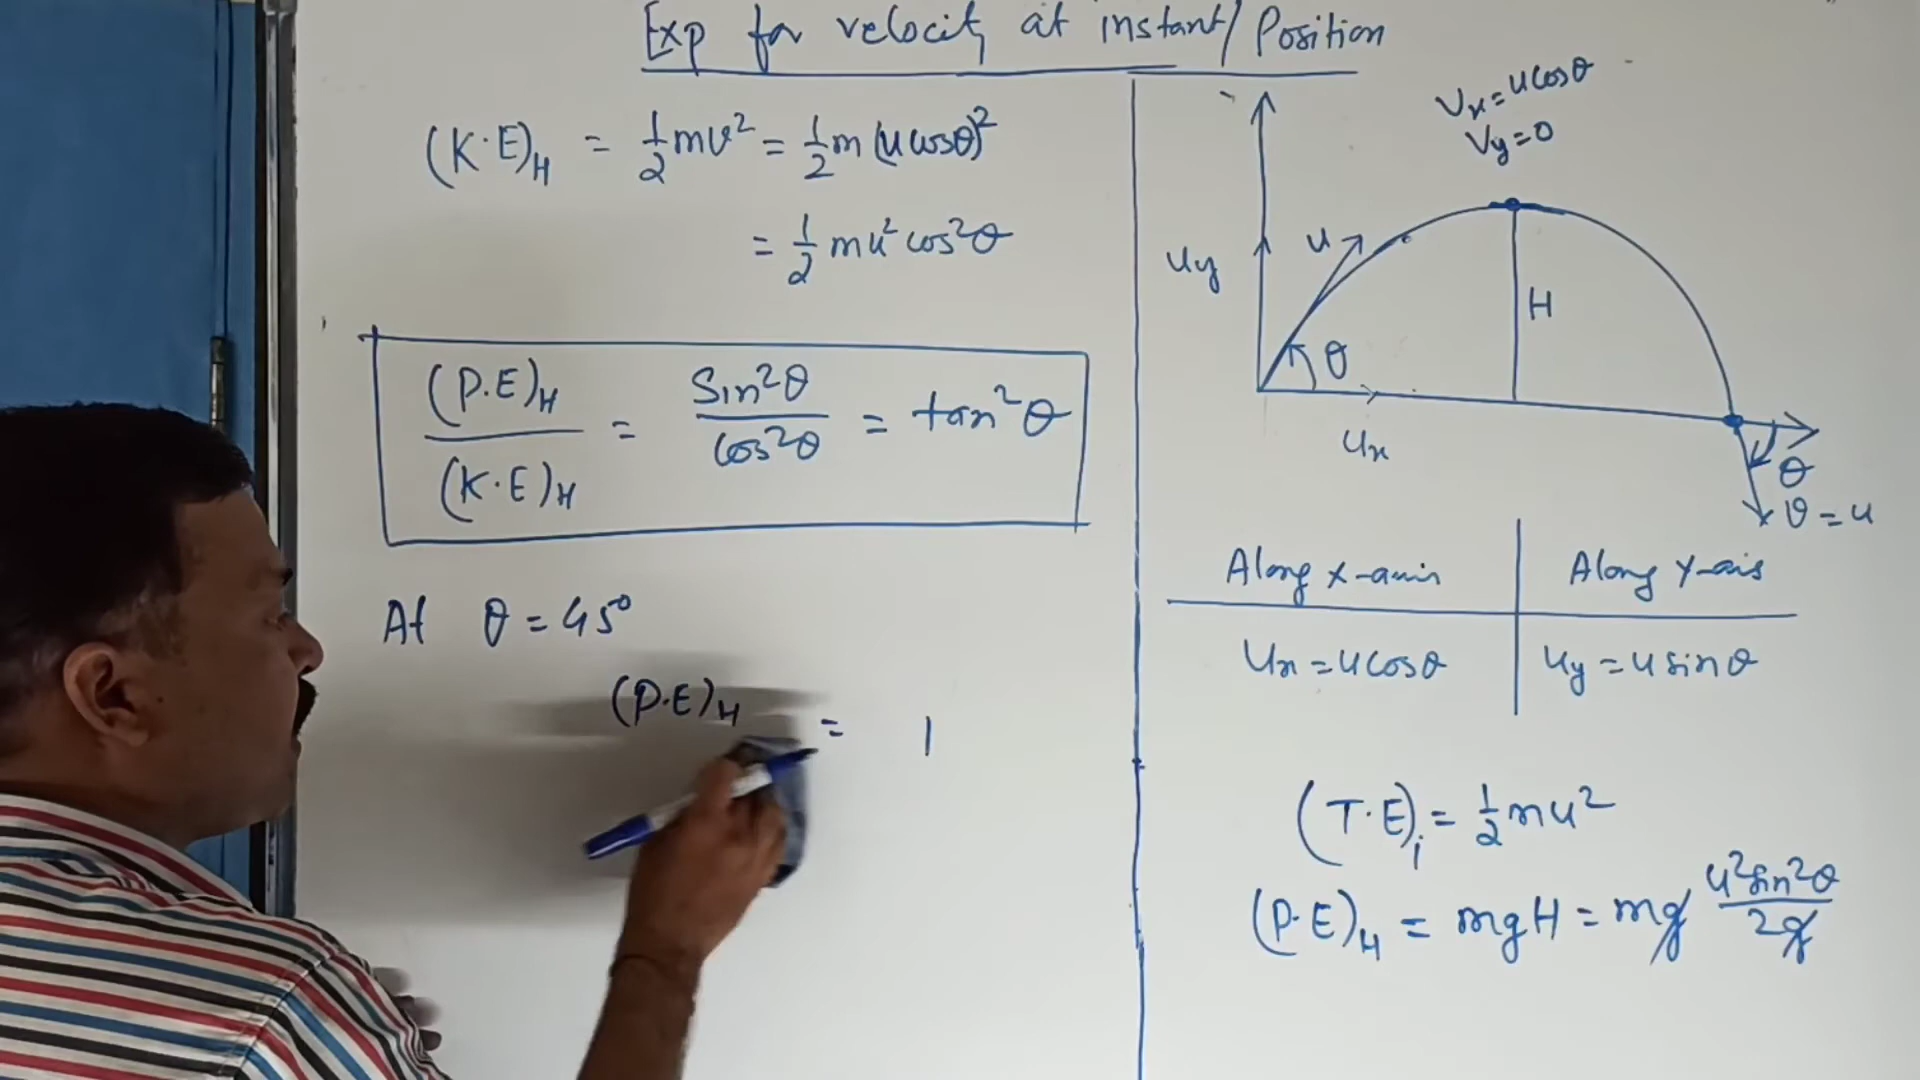 Exp for velocity at instant/Position
(K.E)H = 1/2 mv² = 1/2 m (u cosθ)²
= 1/2 mu² cos²θ
(P.E)H / (K.E)H = Sin²θ / cos²θ = tan²θ
At θ = 45°
(P.E)H = 1
Vx = u cosθ
Vy = 0
uy
u
H
θ
ux
θ
v = u
Along x-axis
Along Y-axis
Ux = u cosθ
uy = u sinθ
(T.E)i = 1/2 mu²
(P.E)H = mgH = mg u² sin²θ / 2g